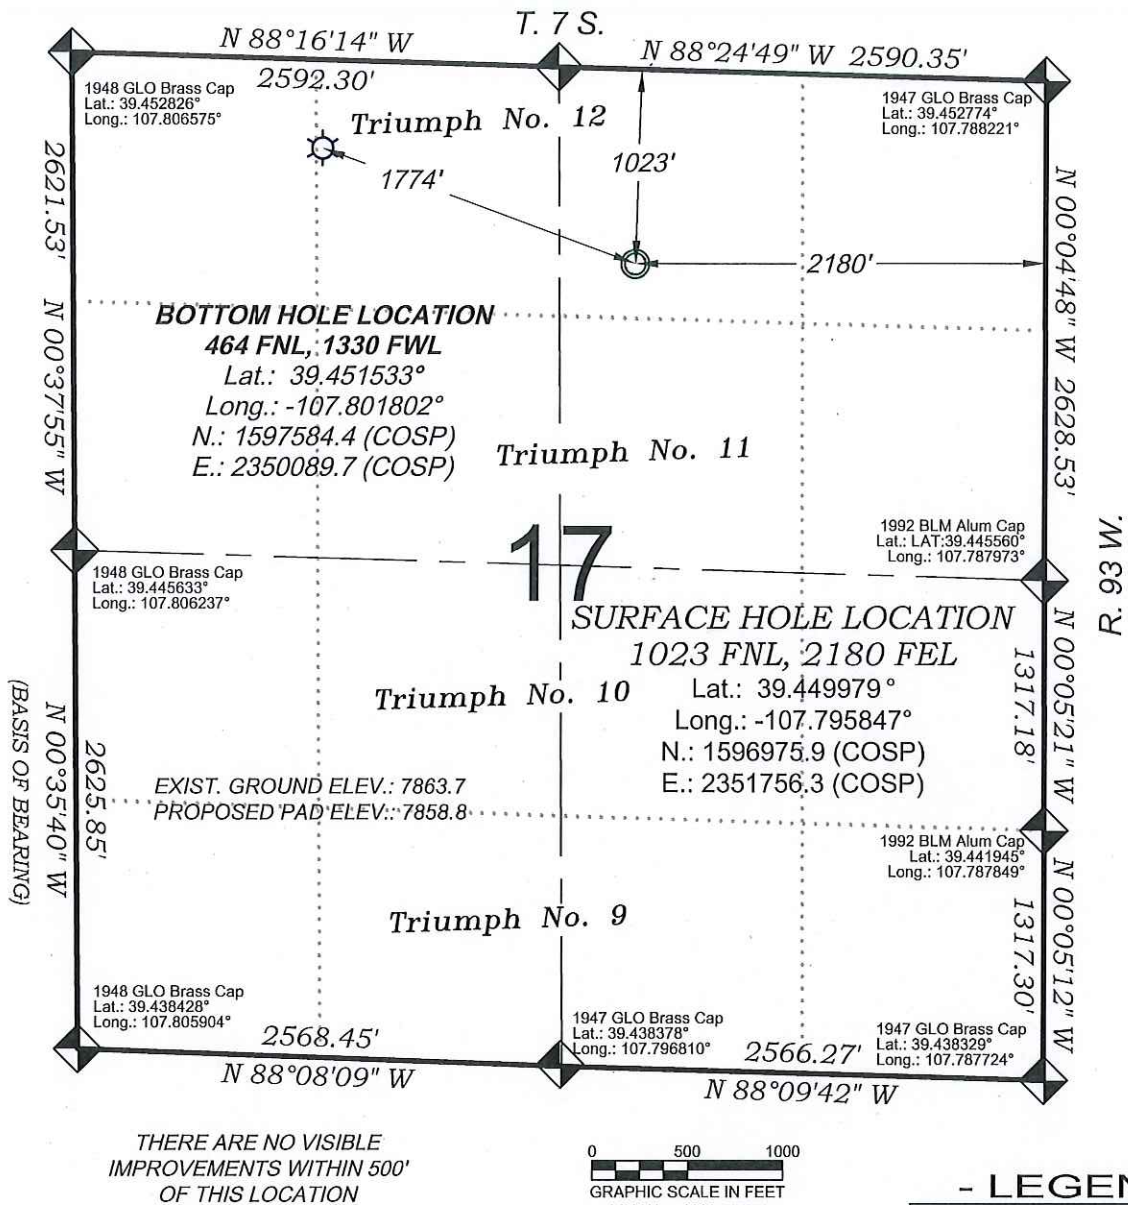 T. 7 S.
N 88°16'14" W
2592.30'
N 88°24'49" W 2590.35'
1948 GLO Brass Cap
Lat.: 39.452826°
Long.: 107.806575°
1947 GLO Brass Cap
Lat.: 39.452774°
Long.: 107.788221°
Triumph No. 12
1023'
1774'
2180'
2621.53' N 00°37'55" W
N 00°04'48" W 2628.53'
BOTTOM HOLE LOCATION
464 FNL, 1330 FWL
Lat.: 39.451533°
Long.: -107.801802°
N.: 1597584.4 (COSP)
E.: 2350089.7 (COSP)
Triumph No. 11
1992 BLM Alum Cap
Lat.: LAT:39.445560°
Long.: 107.787973°
R. 93 W.
17
1948 GLO Brass Cap
Lat.: 39.445633°
Long.: 107.806237°
SURFACE HOLE LOCATION
1023 FNL, 2180 FEL
Lat.: 39.449979°
Long.: -107.795847°
N.: 1596975.9 (COSP)
E.: 2351756.3 (COSP)
Triumph No. 10
N 00°05'21" W
1317.18'
(BASIS OF BEARING)
N 00°35'40" W
2625.85'
EXIST. GROUND ELEV.: 7863.7
PROPOSED PAD ELEV.: 7858.8
1992 BLM Alum Cap
Lat.: 39.441945°
Long.: 107.787849°
Triumph No. 9
N 00°05'12" W
1317.30'
1948 GLO Brass Cap
Lat.: 39.438428°
Long.: 107.805904°
1947 GLO Brass Cap
Lat.: 39.438378°
Long.: 107.796810°
1947 GLO Brass Cap
Lat.: 39.438329°
Long.: 107.787724°
2568.45'
N 88°08'09" W
2566.27'
N 88°09'42" W
THERE ARE NO VISIBLE
IMPROVEMENTS WITHIN 500'
OF THIS LOCATION
0 500 1000
GRAPHIC SCALE IN FEET
- LEGEN